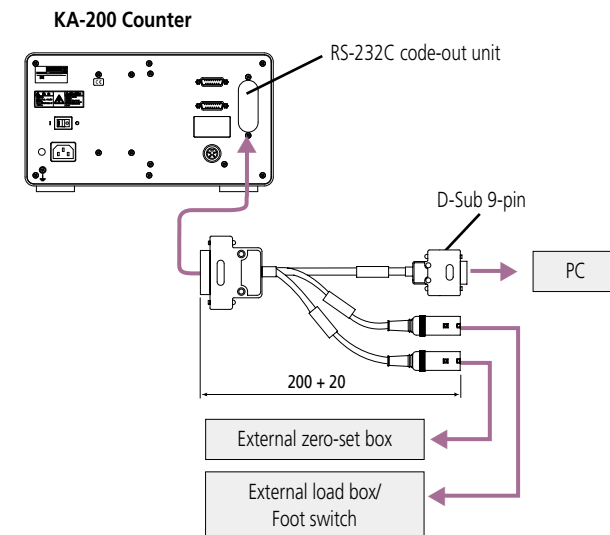 KA-200 Counter
RS-232C code-out unit
D-Sub 9-pin
PC
200 + 20
External zero-set box
External load box/
Foot switch